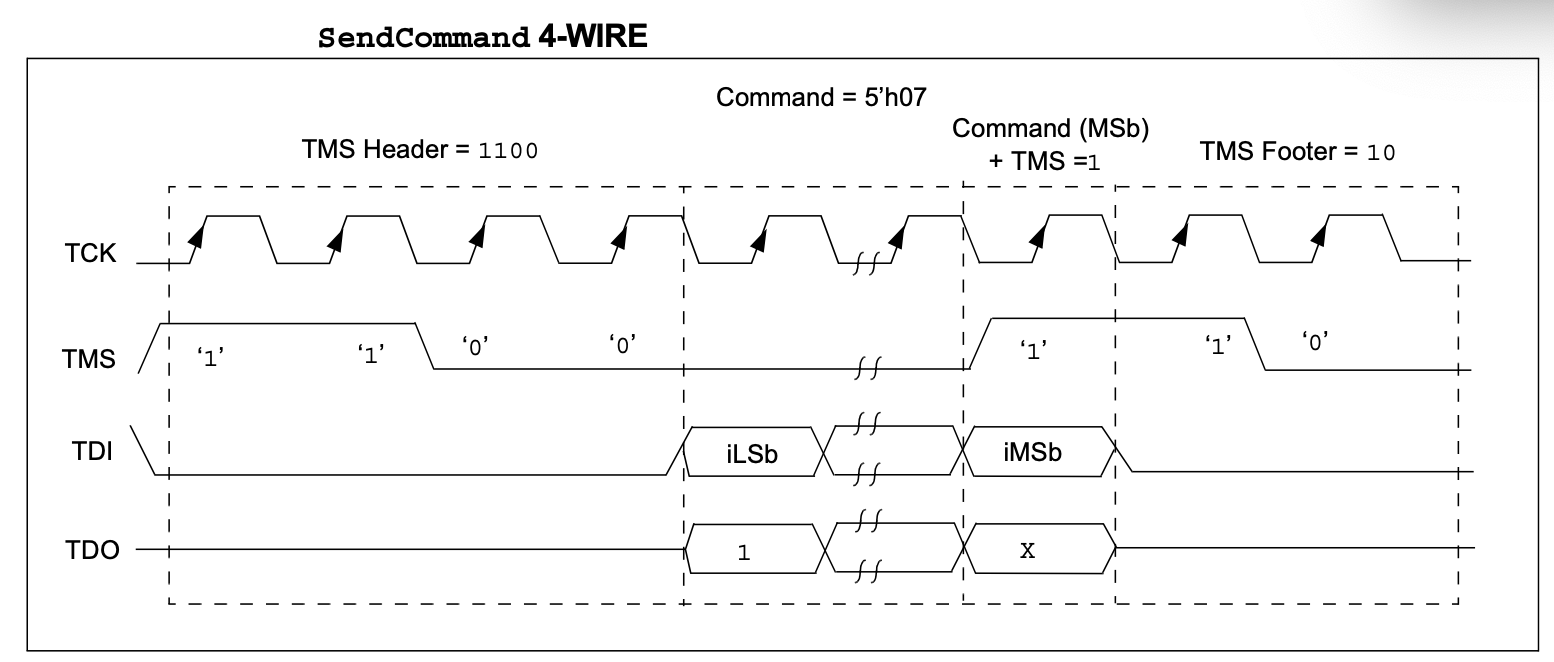 SendCommand 4-WIRE
Command = 5’h07
TMS Header = 1100
Command (MSb)
+ TMS =1
TMS Footer = 10
TCK
TMS
‘1’
‘1’
‘0’
‘0’
‘1’
‘1’
‘0’
TDI
iLSb
iMSb
TDO
1
x